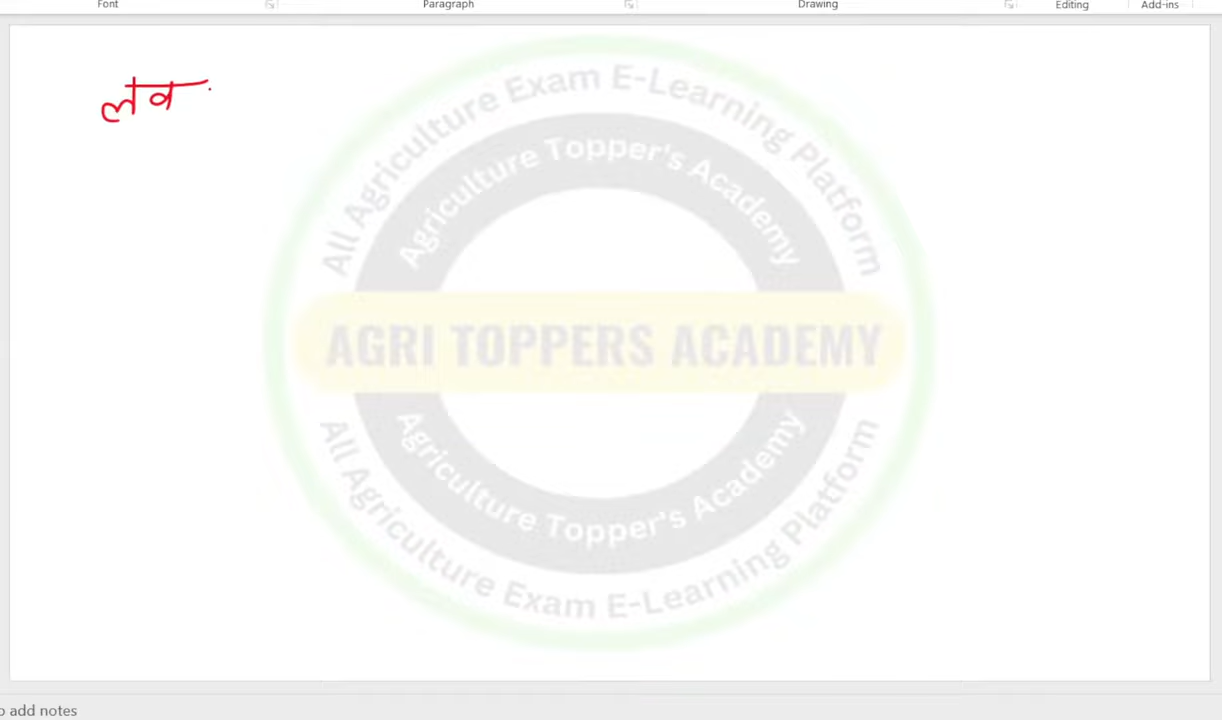 Font Paragraph Drawing Editing Add-ins
लव
All Agriculture Exam E-Learning Platform
Agriculture Topper's Academy
AGRI TOPPERS ACADEMY
Agriculture Topper's Academy
All Agriculture Exam E-Learning Platform
add notes